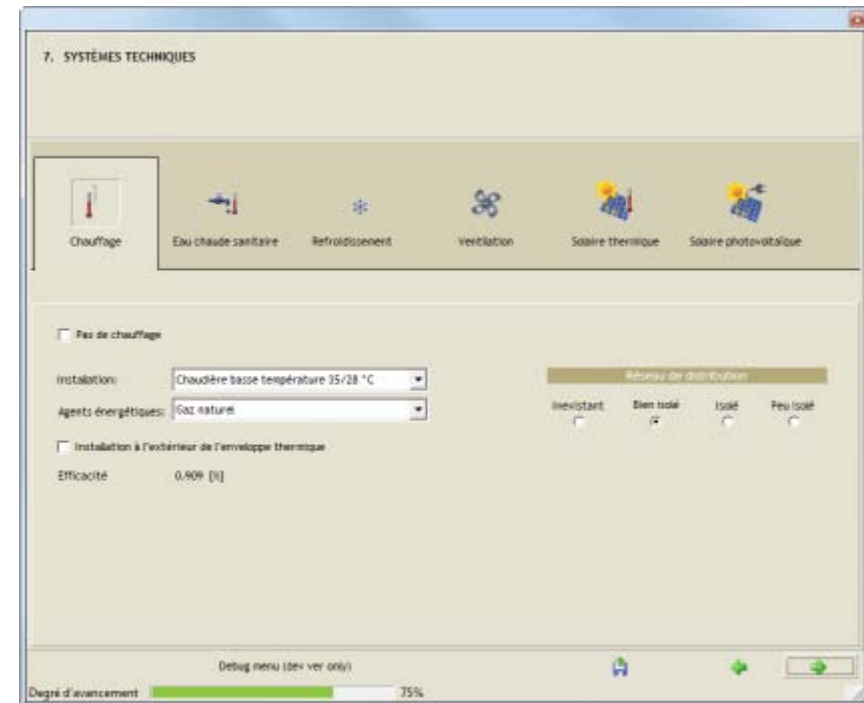 7. SYSTÈMES TECHNIQUES
Chauffage Eau chaude sanitaire Refroidissement Ventilation Solaire thermique Solaire photovoltaïque
Pas de chauffage
Installation: Chaudière basse température 35/28 °C
Réseau de distribution
Agents énergétiques: Gaz naturel
Inexistant Bien isolé Isolé Peu isolé
Installation à l'extérieur de l'enveloppe thermique
Efficacité 0.909 [%]
Debug menu (dev ver only)
Degré d'avancement 75%